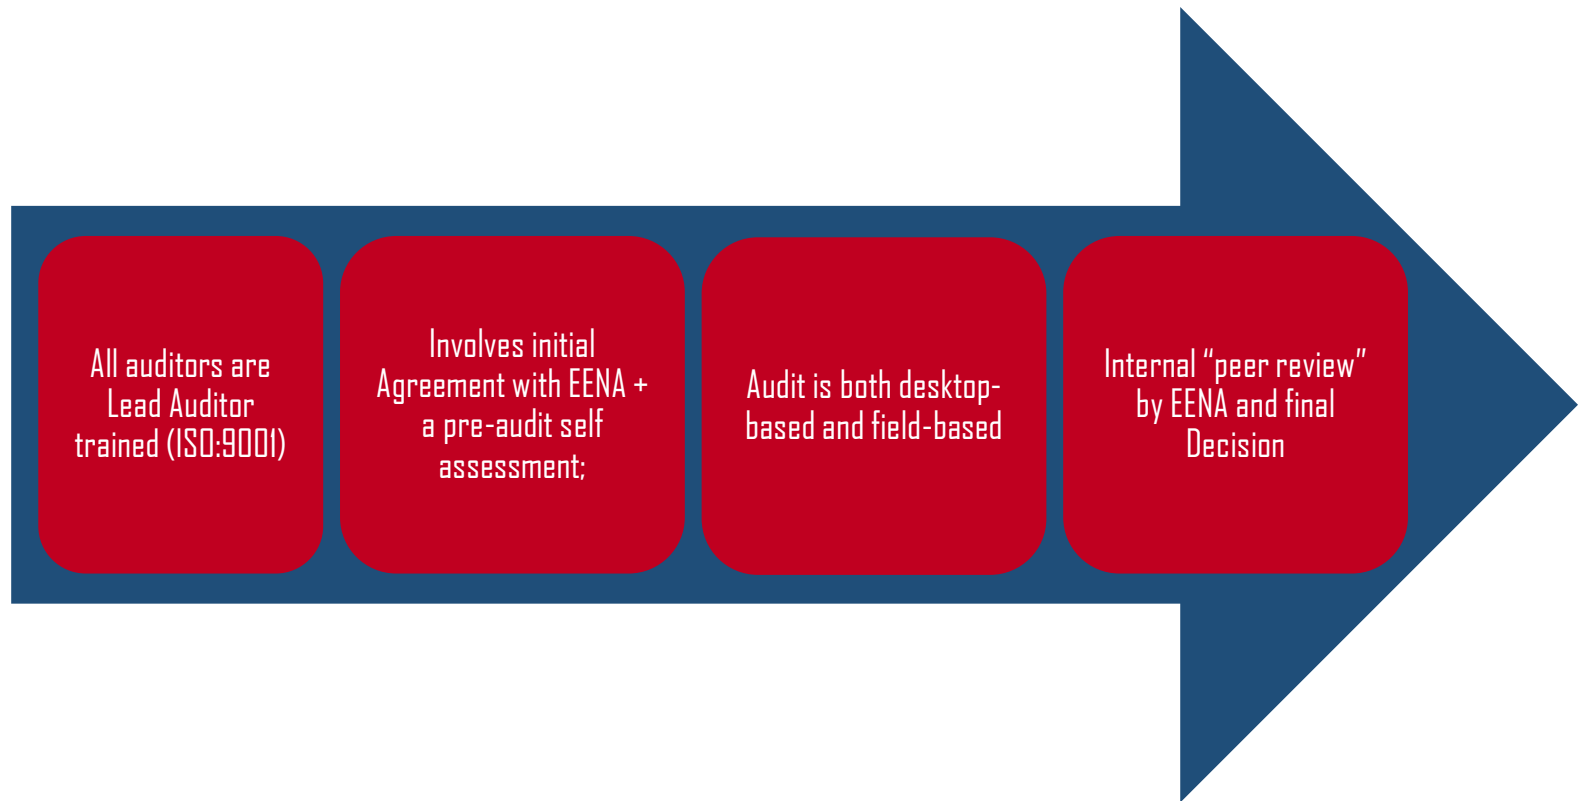 All auditors are
Lead Auditor
trained (ISO:9001)
Involves initial
Agreement with EENA +
a pre-audit self
assessment;
Audit is both desktop-
based and field-based
Internal “peer review”
by EENA and final
Decision